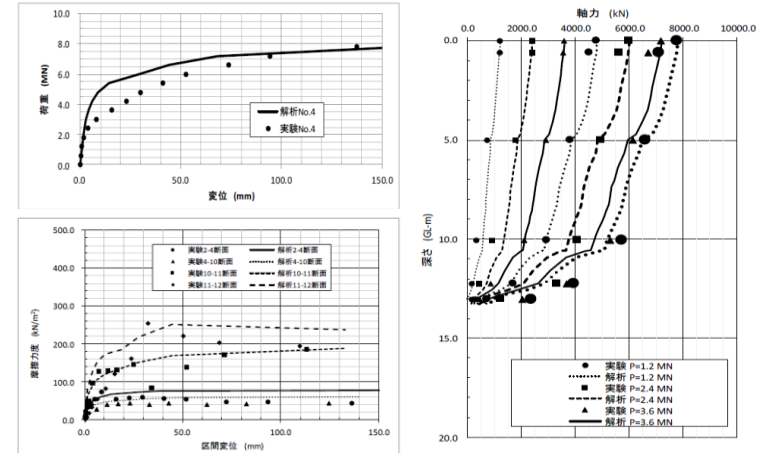 10.0
8.0
6.0
4.0
2.0
0.0
荷重 (MN)
解析No.4
実験No.4
0.0 50.0 100.0 150.0
変位 (mm)
500.0
400.0
300.0
200.0
100.0
0.0
摩擦力度 (kN/m²)
実験2-4断面 解析2-4断面
実験4-10断面 解析4-10断面
実験10-11断面 解析10-11断面
実験11-12断面 解析11-12断面
0.0 50.0 100.0 150.0
区間変位 (mm)
軸力 (kN)
0.0 2000.0 4000.0 6000.0 8000.0 10000.0
0.0
5.0
10.0
15.0
20.0
深さ (GL-m)
実験 P=1.2 MN
解析 P=1.2 MN
実験 P=2.4 MN
解析 P=2.4 MN
実験 P=3.6 MN
解析 P=3.6 MN